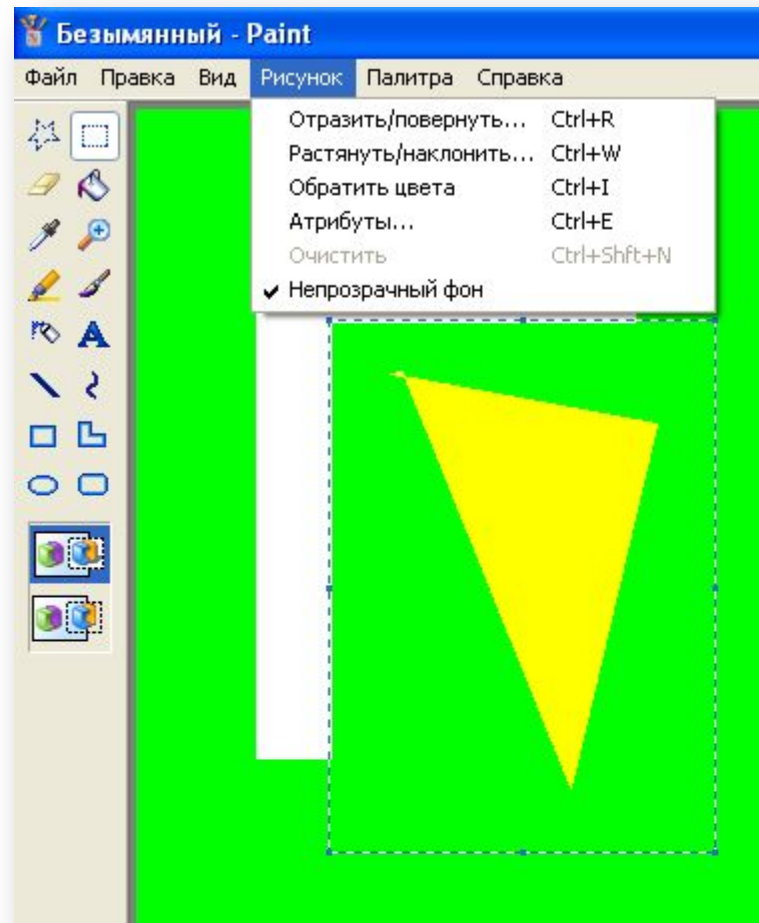 Безымянный - Paint
Файл Правка Вид Рисунок Палитра Справка
Отразить/повернуть... Ctrl+R
Растянуть/наклонить... Ctrl+W
Обратить цвета Ctrl+I
Атрибуты... Ctrl+E
Очистить Ctrl+Shft+N
Непрозрачный фон
A